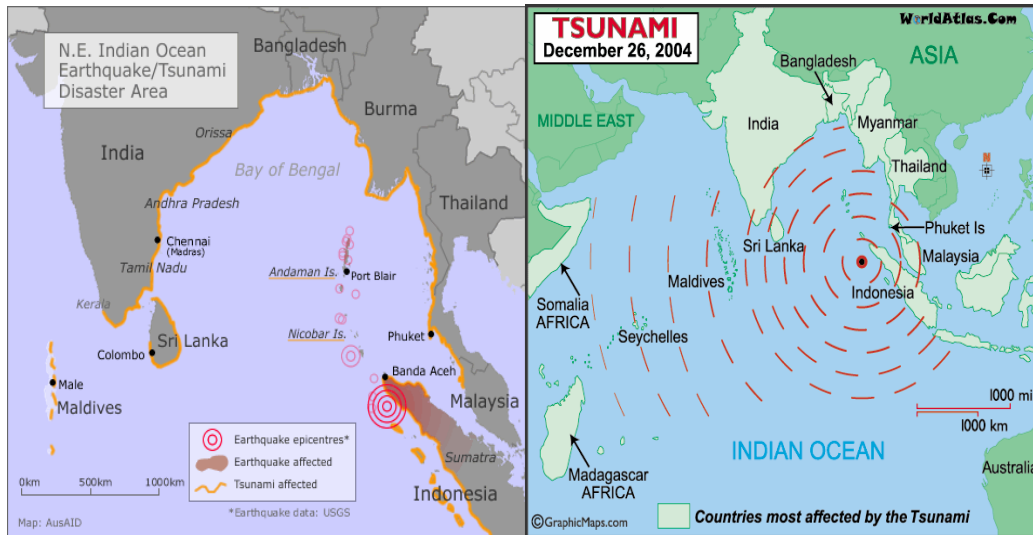 N.E. Indian Ocean
Earthquake/Tsunami
Disaster Area
Bangladesh
Burma
Orissa
India
Bay of Bengal
Thailand
Andhra Pradesh
Chennai
(Madras)
Tamil Nadu
Andaman Is.
Port Blair
Kerala
Nicobar Is.
Phuket
Sri Lanka
Colombo
Banda Aceh
Male
Maldives
Malaysia
Sumatra
Indonesia
Earthquake epicentres*
Earthquake affected
Tsunami affected
*Earthquake data: USGS
0km 500km 1000km
Map: AusAID
WorldAtlas.Com
TSUNAMI
December 26, 2004
ASIA
Bangladesh
MIDDLE EAST
India
Myanmar
Thailand
N
Phuket Is
Sri Lanka
Malaysia
Maldives
Indonesia
Somalia
AFRICA
Seychelles
1000 mi
1000 km
INDIAN OCEAN
Madagascar
AFRICA
Australia
©GraphicMaps.com
Countries most affected by the Tsunami